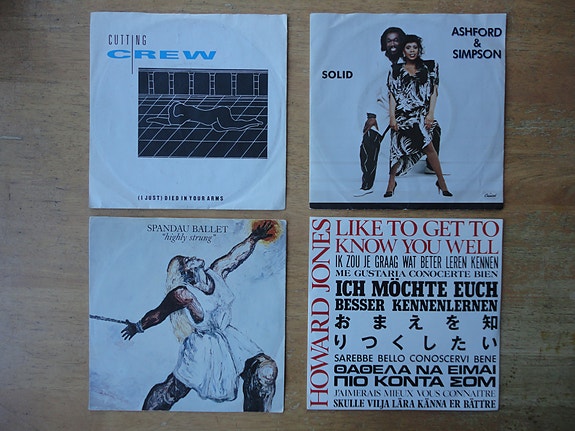 CUTTING
CREW
(I JUST) DIED IN YOUR ARMS
ASHFORD
&
SIMPSON
SOLID
Capitol
SPANDAU BALLET
"highly strung"
HOWARD JONES
LIKE TO GET TO
KNOW YOU WELL
IK ZOU JE GRAAG WAT BETER LEREN KENNEN
ME GUSTARIA CONOCERTE BIEN
ICH MÖCHTE EUCH
BESSER KENNENLERNEN
おまえを知
りつくしたい
SAREBBE BELLO CONOSCERVI BENE
ΘΑΘΕΛΑ ΝΑ ΕΙΜΑΙ
ΠΙΟ ΚΟΝΤΑ ΣΟΜ
J'AIMERAIS MIEUX VOUS CONNAITRE
SKULLE VILJA LÄRA KÄNNA ER BÄTTRE